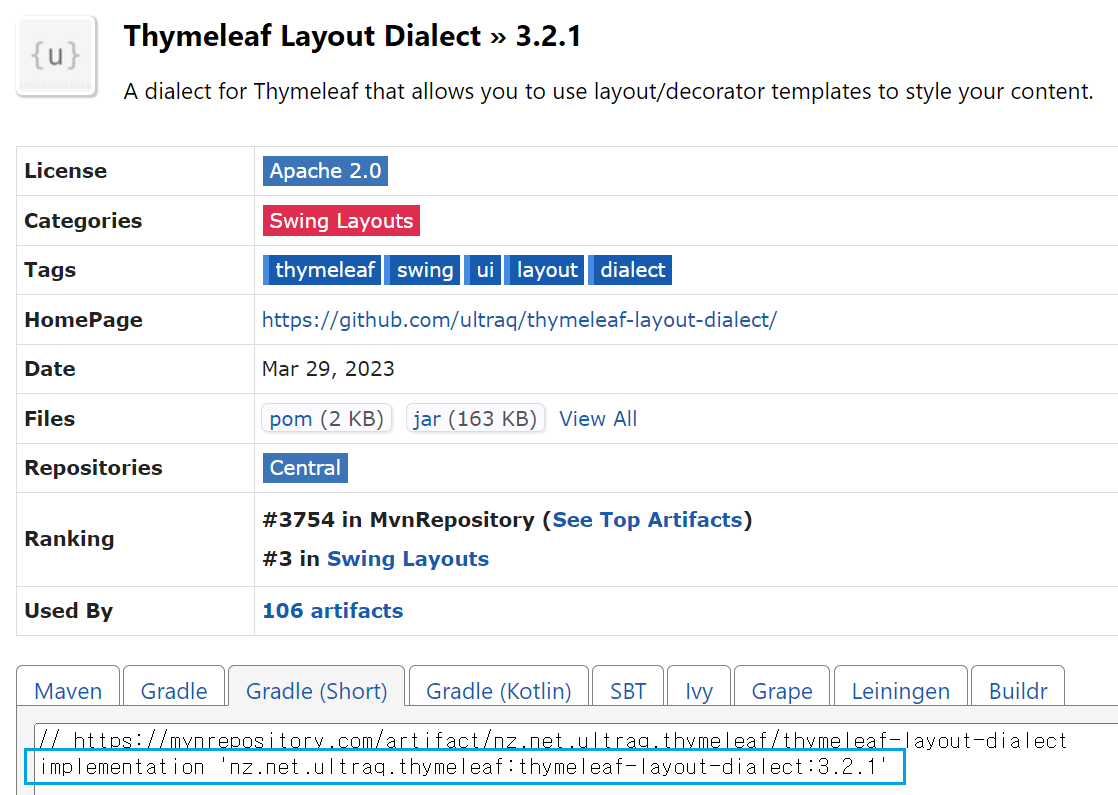 {u}
Thymeleaf Layout Dialect » 3.2.1
A dialect for Thymeleaf that allows you to use layout/decorator templates to style your content.
License Apache 2.0
Categories Swing Layouts
Tags thymeleaf swing ui layout dialect
HomePage https://github.com/ultraq/thymeleaf-layout-dialect/
Date Mar 29, 2023
Files pom (2 KB) jar (163 KB) View All
Repositories Central
Ranking #3754 in MvnRepository (See Top Artifacts)
#3 in Swing Layouts
Used By 106 artifacts
Maven Gradle Gradle (Short) Gradle (Kotlin) SBT Ivy Grape Leiningen Buildr
// https://mvnrepository.com/artifact/nz.net.ultraq.thymeleaf/thymeleaf-layout-dialect
implementation 'nz.net.ultraq.thymeleaf:thymeleaf-layout-dialect:3.2.1'